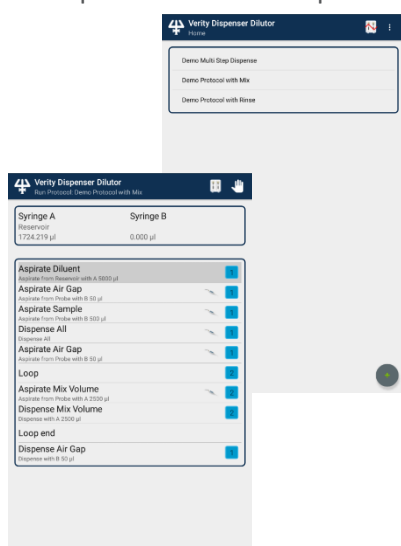 Verity Dispenser Dilutor
Home
Demo Multi Step Dispense
Demo Protocol with Mix
Demo Protocol with Rinse
Verity Dispenser Dilutor
Run Protocol: Demo Protocol with Mix
Syringe A Syringe B
Reservoir
1724.219 µl 0.000 µl
Aspirate Diluent
Aspirate from Reservoir with A 5000 µl
1
Aspirate Air Gap
Aspirate from Probe with B 50 µl
1
Aspirate Sample
Aspirate from Probe with B 500 µl
1
Dispense All
Dispense All
1
Aspirate Air Gap
Aspirate from Probe with B 50 µl
1
Loop
2
Aspirate Mix Volume
Aspirate from Probe with A 2500 µl
2
Dispense Mix Volume
Dispense with A 2500 µl
2
Loop end
Dispense Air Gap
Dispense with B 50 µl
1